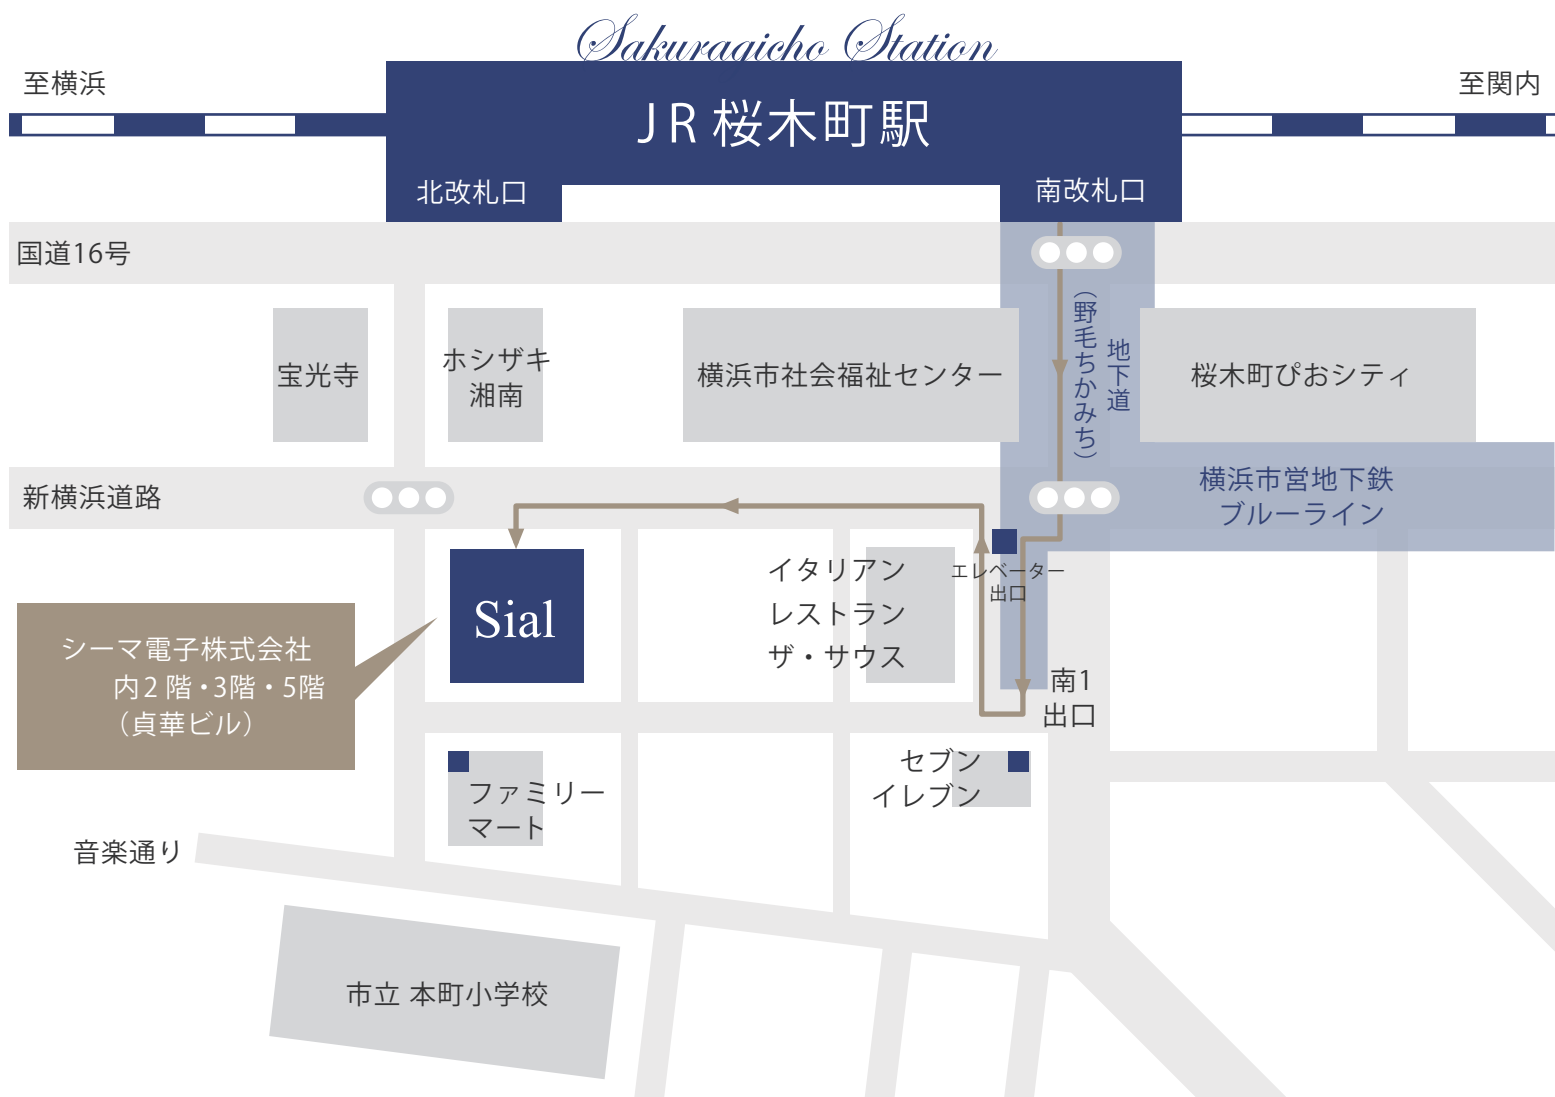 Sakuragicho Station
至横浜
JR 桜木町駅
至関内
北改札口
南改札口
国道16号
宝光寺
ホシザキ
湘南
横浜市社会福祉センター
地下道
（野毛ちかみち）
桜木町ぴおシティ
新横浜道路
横浜市営地下鉄
ブルーライン
Sial
イタリアン
レストラン
ザ・サウス
エレベーター
出口
シーマ電子株式会社
内2階・3階・5階
（貞華ビル）
南1
出口
ファミリー
マート
セブン
イレブン
音楽通り
市立 本町小学校